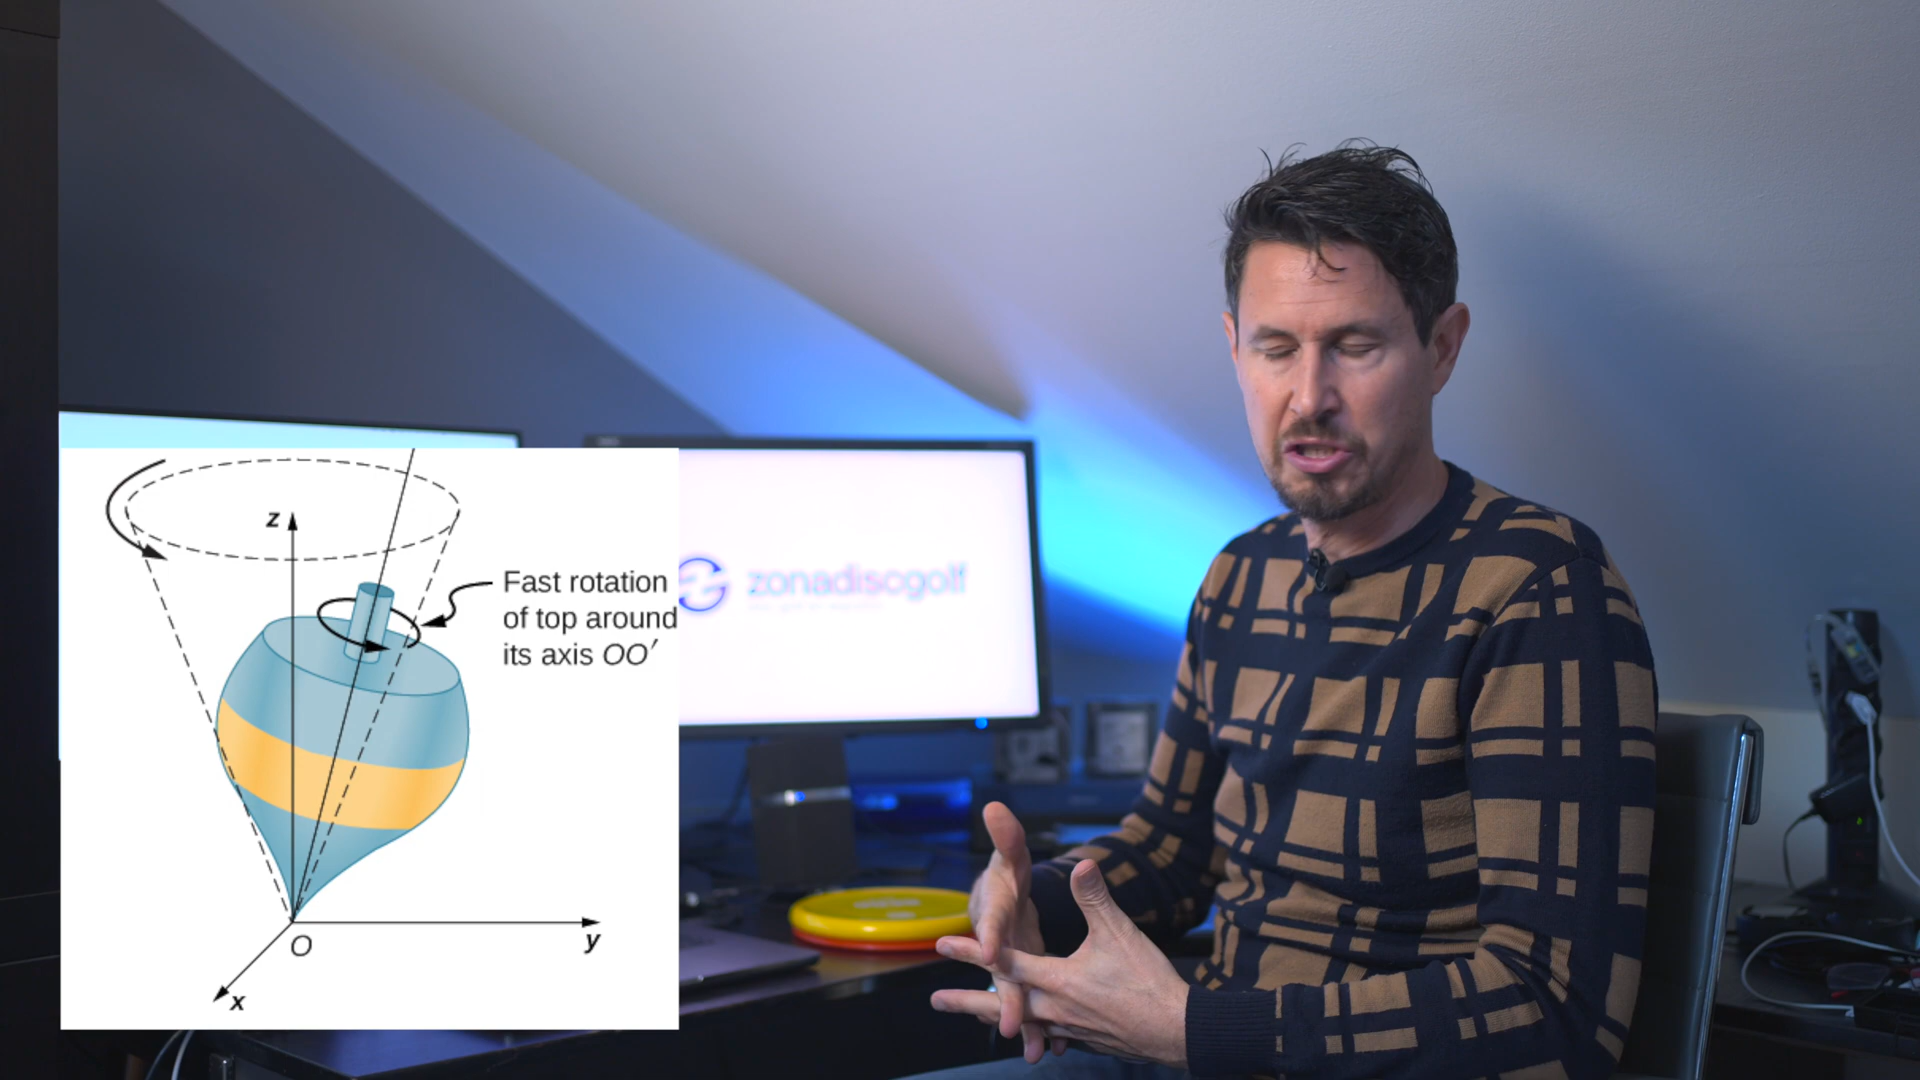 z
Fast rotation
of top around
its axis OO′
zonadiscgolf
O
y
x